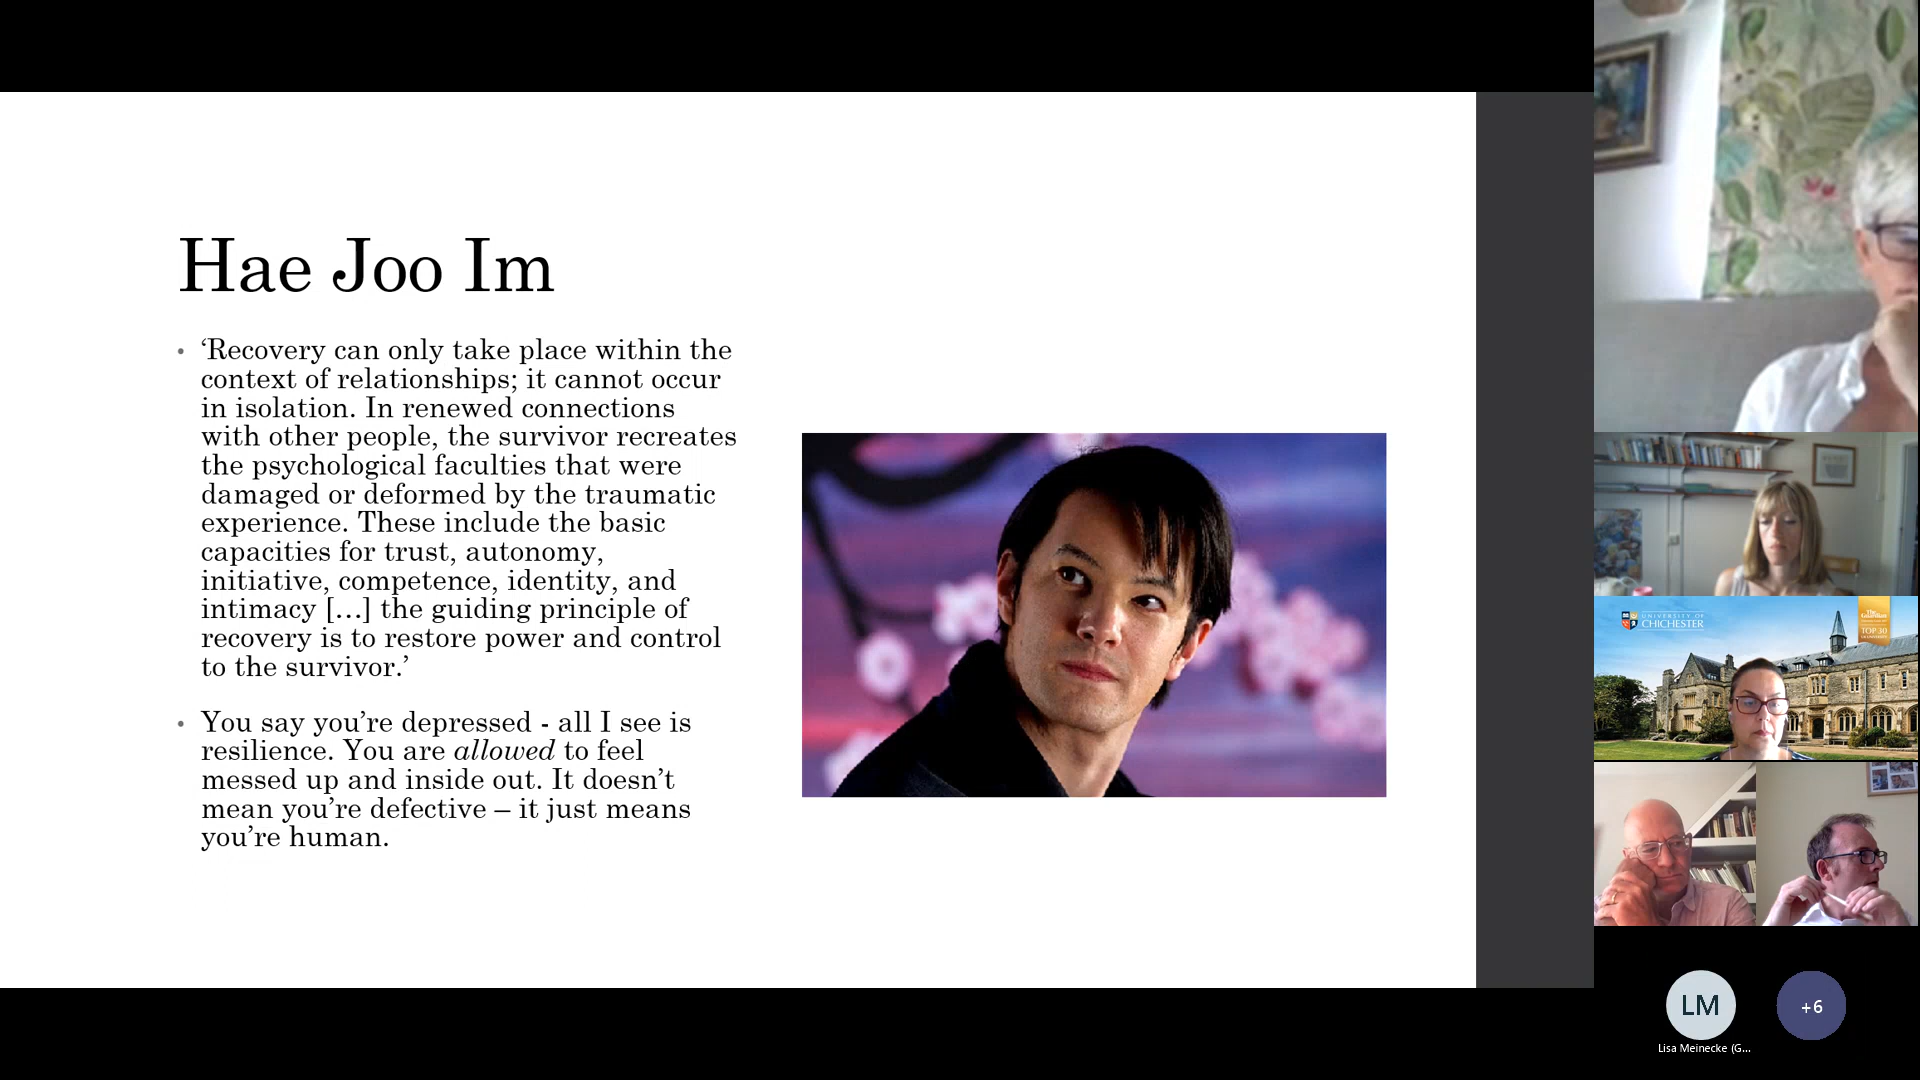 Hae Joo Im
• ‘Recovery can only take place within the
context of relationships; it cannot occur
in isolation. In renewed connections
with other people, the survivor recreates
the psychological faculties that were
damaged or deformed by the traumatic
experience. These include the basic
capacities for trust, autonomy,
initiative, competence, identity, and
intimacy […] the guiding principle of
recovery is to restore power and control
to the survivor.’
• You say you’re depressed - all I see is
resilience. You are allowed to feel
messed up and inside out. It doesn’t
mean you’re defective – it just means
you’re human.
UNIVERSITY OF
CHICHESTER
The
Guardian
TOP 30
LM
+6
Lisa Meinecke (G...